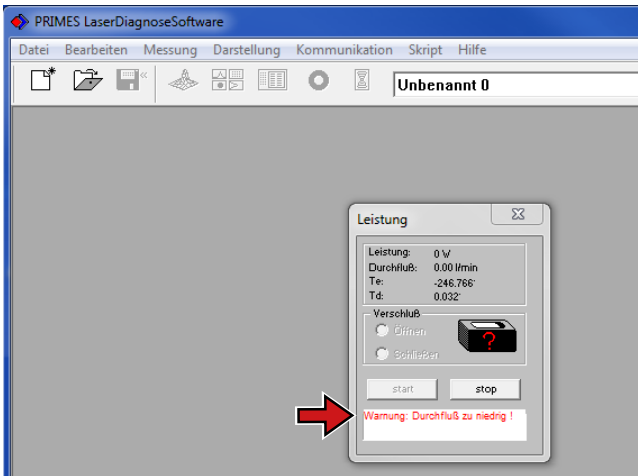 PRIMES LaserDiagnoseSoftware
Datei Bearbeiten Messung Darstellung Kommunikation Skript Hilfe
Unbenannt 0
Leistung
Leistung: 0 W
Durchfluß: 0.00 l/min
Te: -246.766°
Td: 0.032°
Verschluß
Öffnen
Schließen
?
start stop
Warnung: Durchfluß zu niedrig !